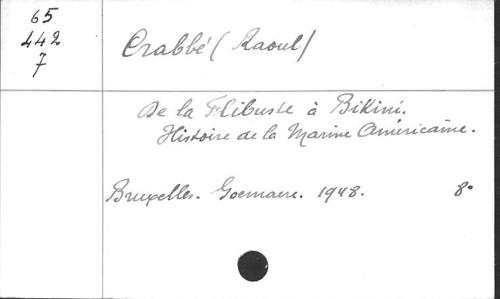 65
442
7
Crabbé (Raoul)
De la Flibuste à Bikini.
Histoire de la Marine Américaine.
Bruxelles. Goemaere. 1948. 8°